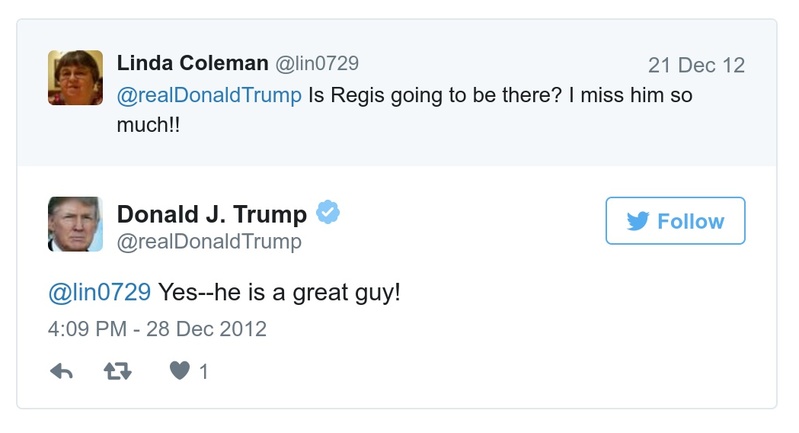 Linda Coleman @lin0729 21 Dec 12
@realDonaldTrump Is Regis going to be there? I miss him so
much!!
Donald J. Trump
@realDonaldTrump
Follow
@lin0729 Yes--he is a great guy!
4:09 PM - 28 Dec 2012
1